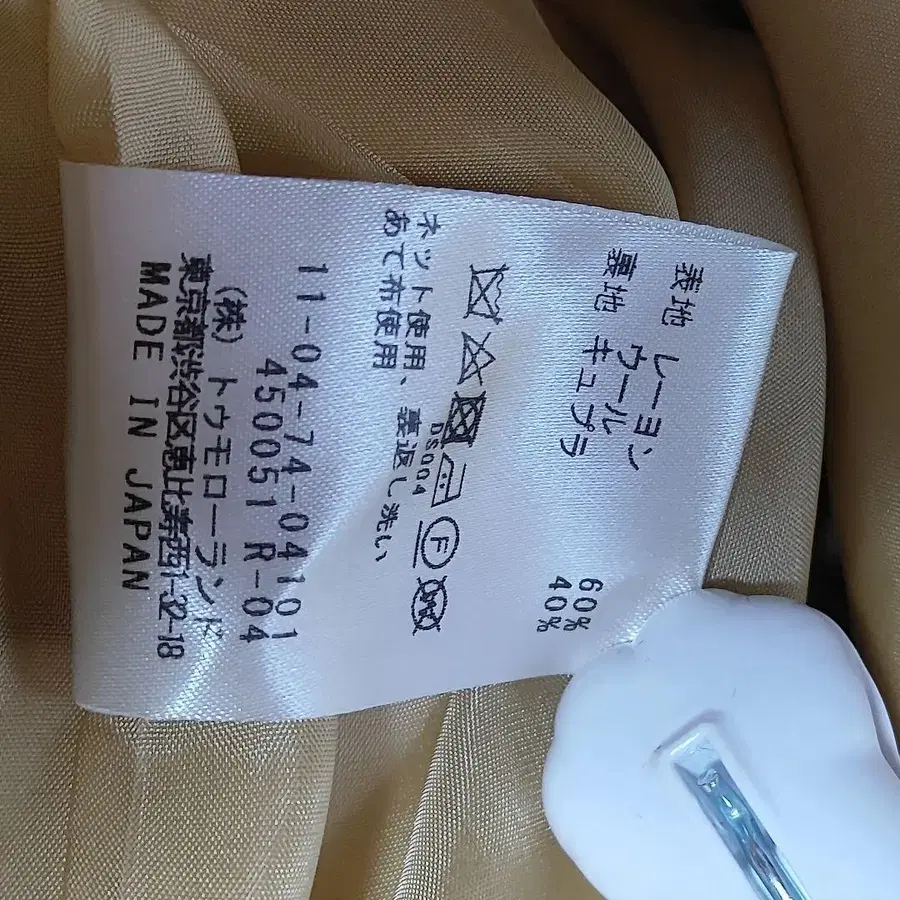 表地 レーヨン 60%
ウール 40%
裏地 キュプラ
DS004
ネット使用、裏返し洗い
あて布使用
11-04-74-04101
450051 R-04
(株) トゥモローランド
東京都渋谷区恵比寿西1-32-18
MADE IN JAPAN